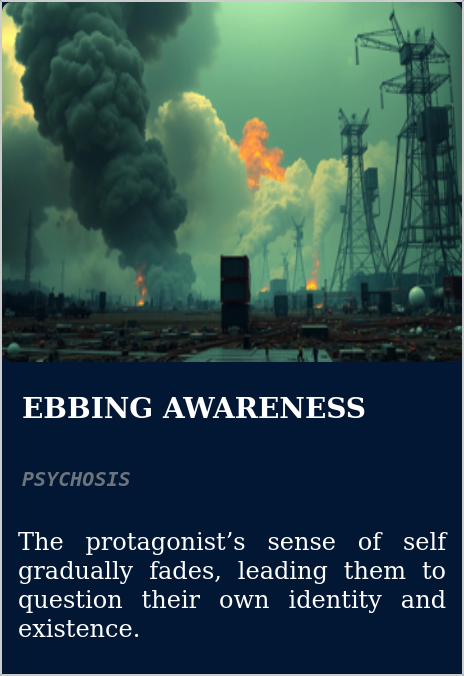 EBBING AWARENESS
PSYCHOSIS
The protagonist’s sense of self
gradually fades, leading them to
question their own identity and
existence.